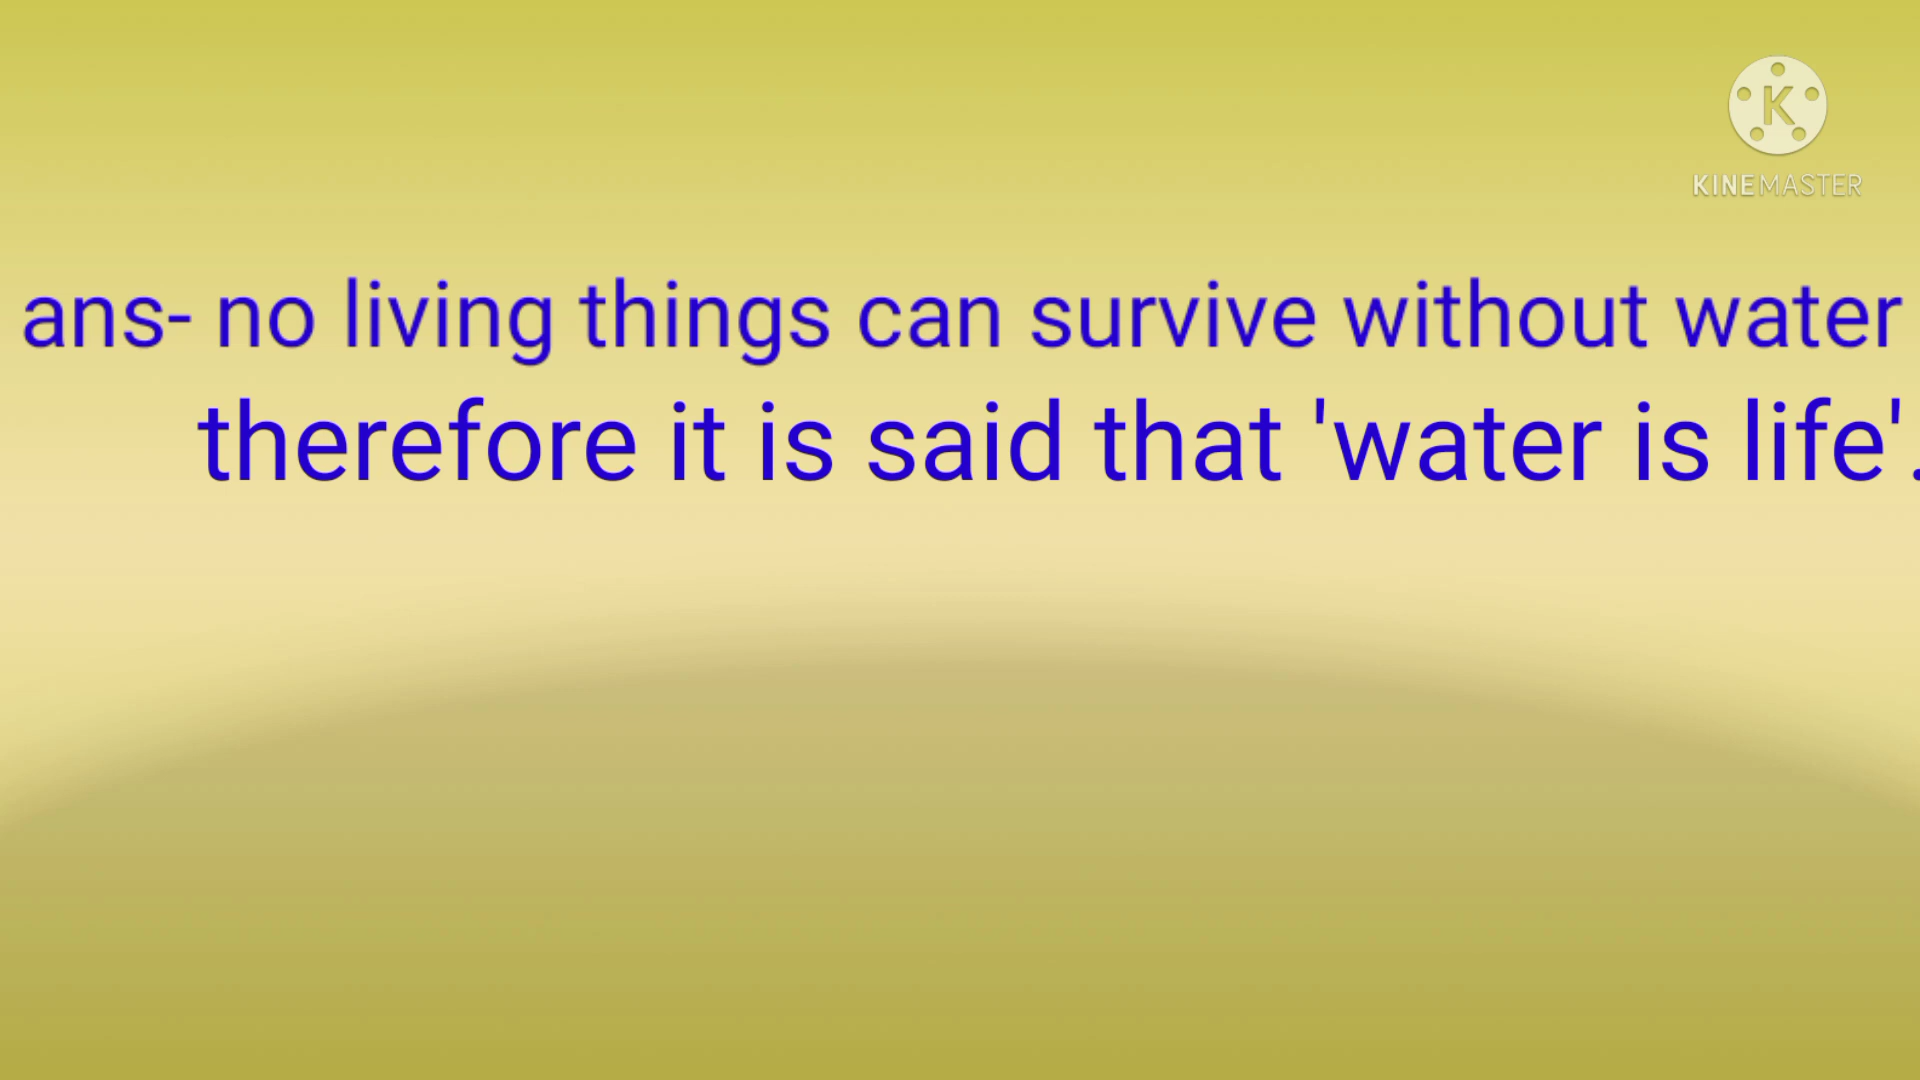 K
KINEMASTER
ans- no living things can survive without water
therefore it is said that 'water is life'.